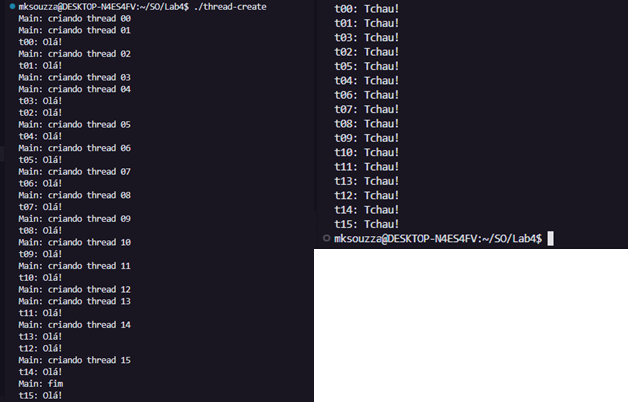 mksouzza@DESKTOP-N4ES4FV:~/SO/Lab4$ ./thread-create
Main: criando thread 00
Main: criando thread 01
t00: Olá!
Main: criando thread 02
t01: Olá!
Main: criando thread 03
Main: criando thread 04
t03: Olá!
t02: Olá!
Main: criando thread 05
t04: Olá!
Main: criando thread 06
t05: Olá!
Main: criando thread 07
t06: Olá!
Main: criando thread 08
t07: Olá!
Main: criando thread 09
t08: Olá!
Main: criando thread 10
t09: Olá!
Main: criando thread 11
t10: Olá!
Main: criando thread 12
Main: criando thread 13
t11: Olá!
Main: criando thread 14
t13: Olá!
t12: Olá!
Main: criando thread 15
t14: Olá!
Main: fim
t15: Olá!
t00: Tchau!
t01: Tchau!
t03: Tchau!
t02: Tchau!
t05: Tchau!
t04: Tchau!
t06: Tchau!
t07: Tchau!
t08: Tchau!
t09: Tchau!
t10: Tchau!
t11: Tchau!
t13: Tchau!
t12: Tchau!
t14: Tchau!
t15: Tchau!
mksouzza@DESKTOP-N4ES4FV:~/SO/Lab4$